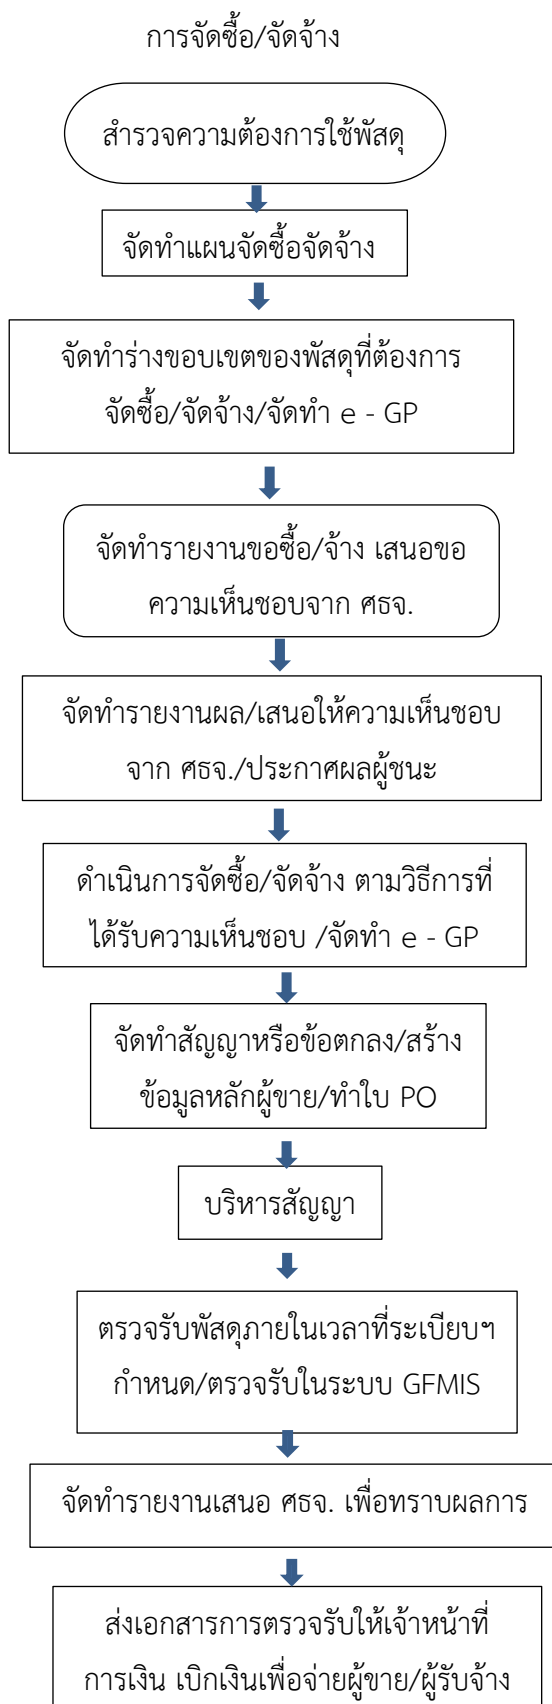 การจัดซื้อ/จัดจ้าง
สำรวจความต้องการใช้พัสดุ
จัดทำแผนจัดซื้อจัดจ้าง
จัดทำร่างขอบเขตของพัสดุที่ต้องการ
จัดซื้อ/จัดจ้าง/จัดทำ e - GP
จัดทำรายงานขอซื้อ/จ้าง เสนอขอ
ความเห็นชอบจาก ศธจ.
จัดทำรายงานผล/เสนอให้ความเห็นชอบ
จาก ศธจ./ประกาศผลผู้ชนะ
ดำเนินการจัดซื้อ/จัดจ้าง ตามวิธีการที่
ได้รับความเห็นชอบ /จัดทำ e - GP
จัดทำสัญญาหรือข้อตกลง/สร้าง
ข้อมูลหลักผู้ขาย/ทำใบ PO
บริหารสัญญา
ตรวจรับพัสดุภายในเวลาที่ระเบียบฯ
กำหนด/ตรวจรับในระบบ GFMIS
จัดทำรายงานเสนอ ศธจ. เพื่อทราบผลการ
ส่งเอกสารการตรวจรับให้เจ้าหน้าที่
การเงิน เบิกเงินเพื่อจ่ายผู้ขาย/ผู้รับจ้าง